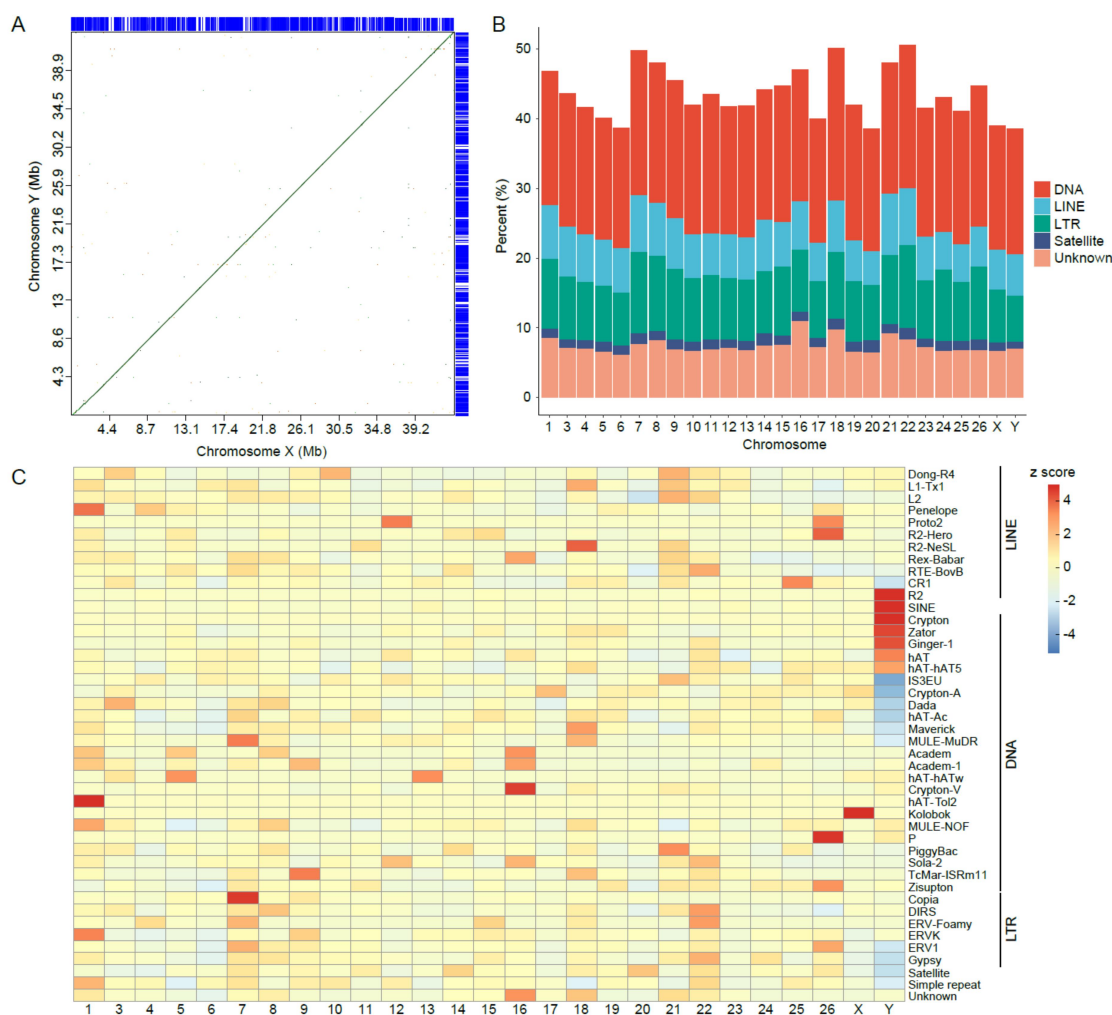 A
B
Chromosome Y (Mb)
38.9
34.5
30.2
25.9
21.6
17.3
13
8.6
4.3
4.4 8.7 13.1 17.4 21.8 26.1 30.5 34.8 39.2
Chromosome X (Mb)
Percent (%)
50
40
30
20
10
0
1 3 4 5 6 7 8 9 10 11 12 13 14 15 16 17 18 19 20 21 22 23 24 25 26 X Y
Chromosome
DNA
LINE
LTR
Satellite
Unknown
C
Dong-R4
L1-Tx1
L2
Penelope
Proto2
R2-Hero
R2-NeSL
Rex-Babar
RTE-BovB
CR1
R2
SINE
Crypton
Zator
Ginger-1
hAT
hAT-hAT5
IS3EU
Crypton-A
Dada
hAT-Ac
Maverick
MULE-MuDR
Academ
Academ-1
hAT-hATw
Crypton-V
hAT-Tol2
Kolobok
MULE-NOF
P
PiggyBac
Sola-2
TcMar-ISRm11
Zisupton
Copia
DIRS
ERV-Foamy
ERVK
ERV1
Gypsy
Satellite
Simple repeat
Unknown
LINE
DNA
LTR
1 3 4 5 6 7 8 9 10 11 12 13 14 15 16 17 18 19 20 21 22 23 24 25 26 X Y
z score
4
2
0
-2
-4